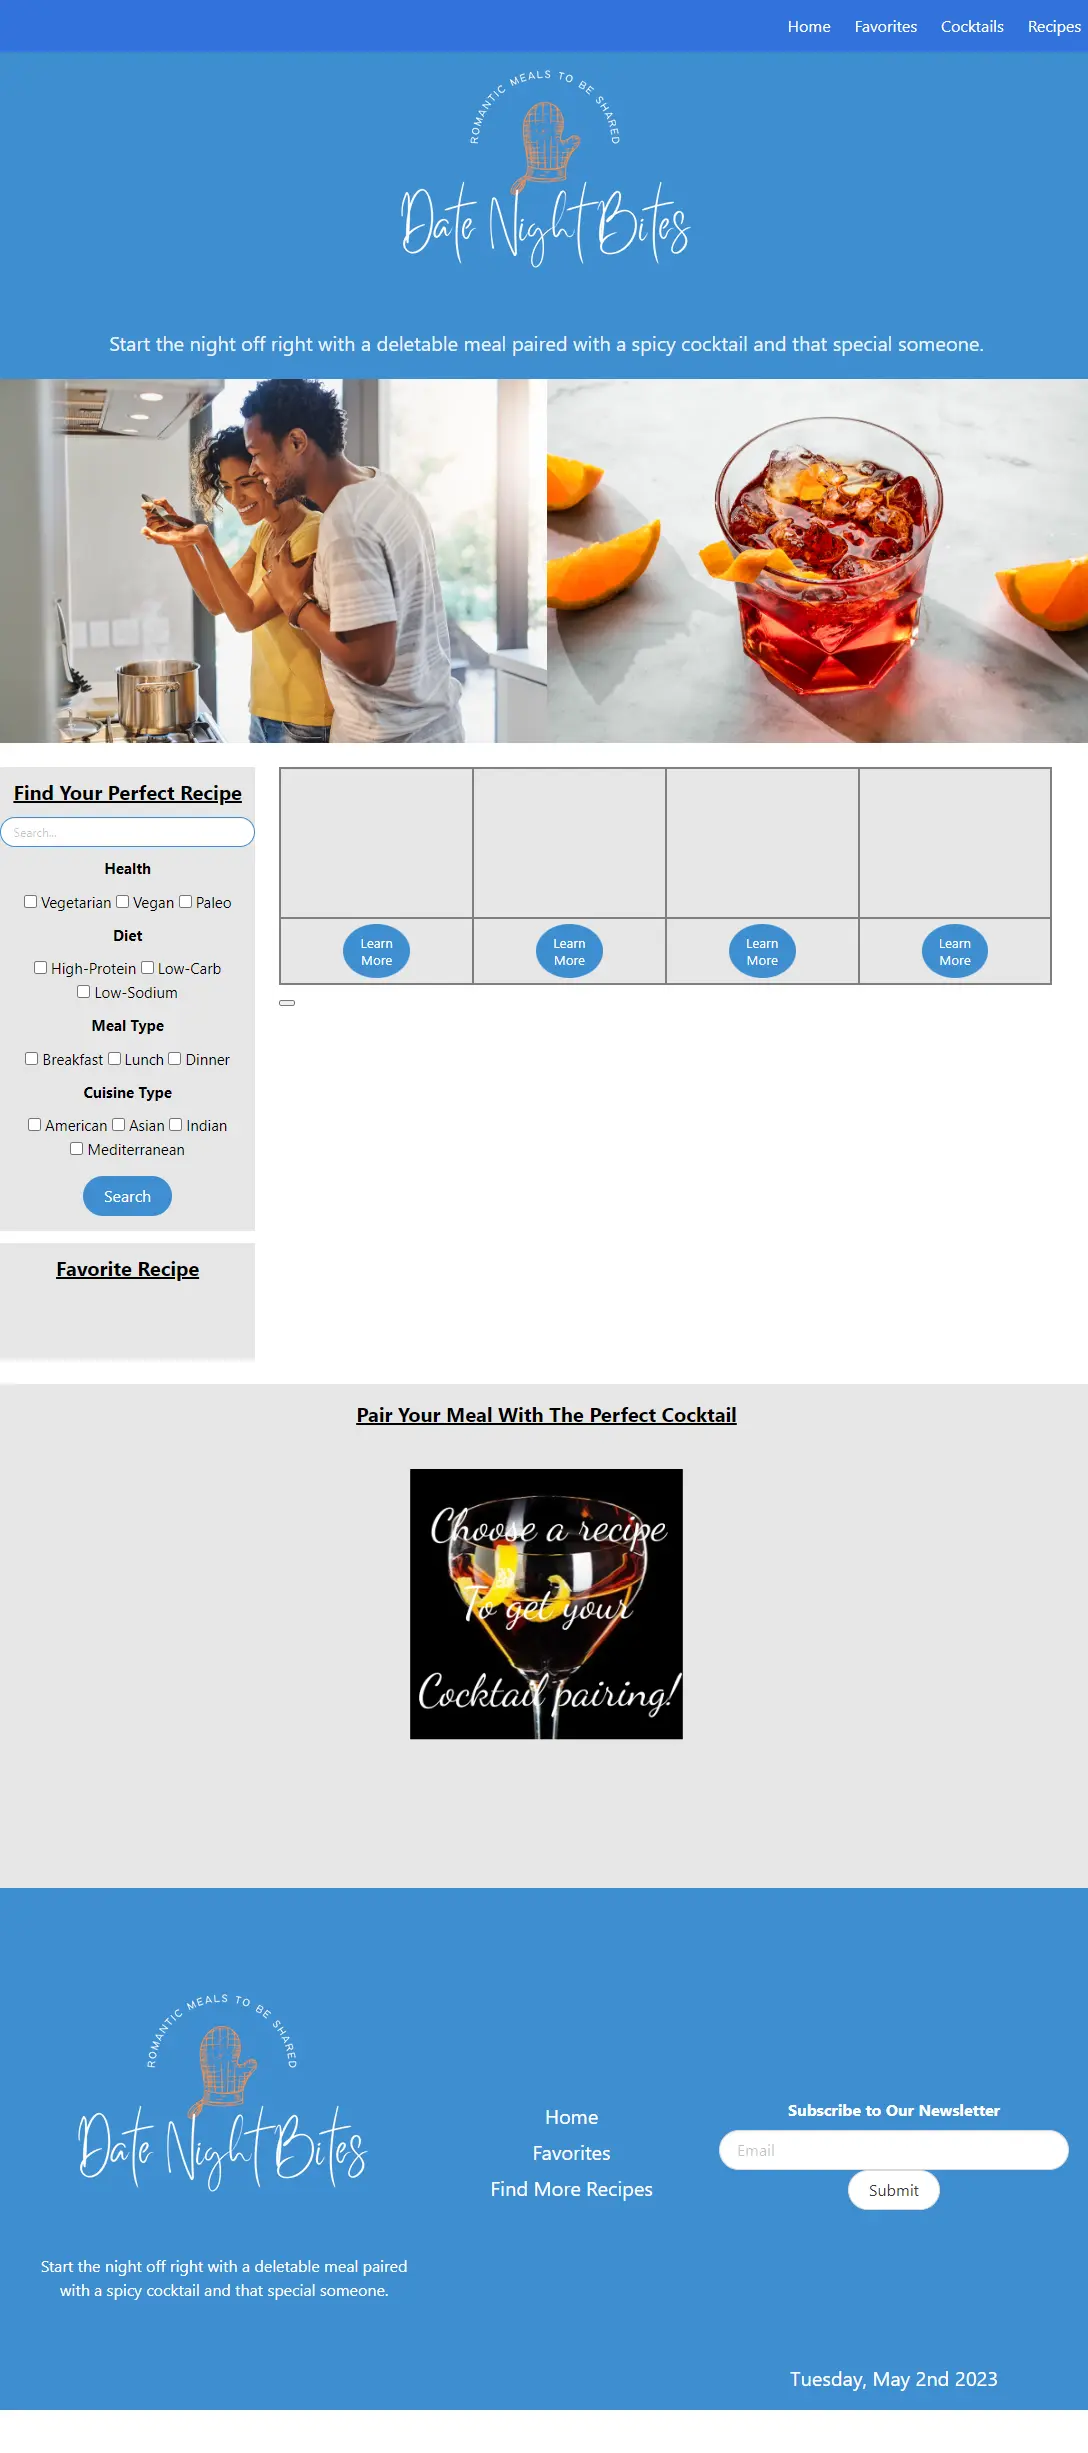 Home Favorites Cocktails Recipes
ROMANTIC MEALS TO BE SHARED
Date Night Bites
Start the night off right with a deletable meal paired with a spicy cocktail and that special someone.
Find Your Perfect Recipe
Search...
Health
Vegetarian Vegan Paleo
Diet
High-Protein Low-Carb
Low-Sodium
Meal Type
Breakfast Lunch Dinner
Cuisine Type
American Asian Indian
Mediterranean
Search
Learn
More
Learn
More
Learn
More
Learn
More
Favorite Recipe
Pair Your Meal With The Perfect Cocktail
Choose a recipe
To get your
Cocktail pairing!
ROMANTIC MEALS TO BE SHARED
Date Night Bites
Start the night off right with a deletable meal paired
with a spicy cocktail and that special someone.
Home
Favorites
Find More Recipes
Subscribe to Our Newsletter
Email
Submit
Tuesday, May 2nd 2023